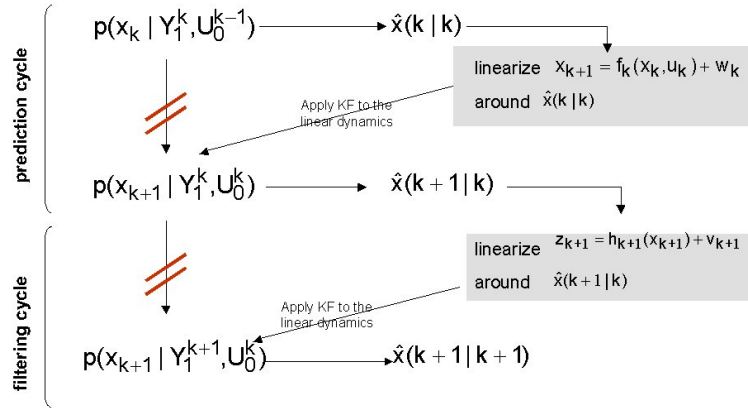 p(x_k | Y_1^k, U_0^{k-1})
x̂(k | k)
prediction cycle
linearize x_{k+1} = f_k(x_k, u_k) + w_k
around x̂(k | k)
Apply KF to the
linear dynamics
p(x_{k+1} | Y_1^k, U_0^k)
x̂(k + 1 | k)
filtering cycle
linearize z_{k+1} = h_{k+1}(x_{k+1}) + v_{k+1}
around x̂(k + 1 | k)
Apply KF to the
linear dynamics
p(x_{k+1} | Y_1^{k+1}, U_0^k)
x̂(k + 1 | k + 1)